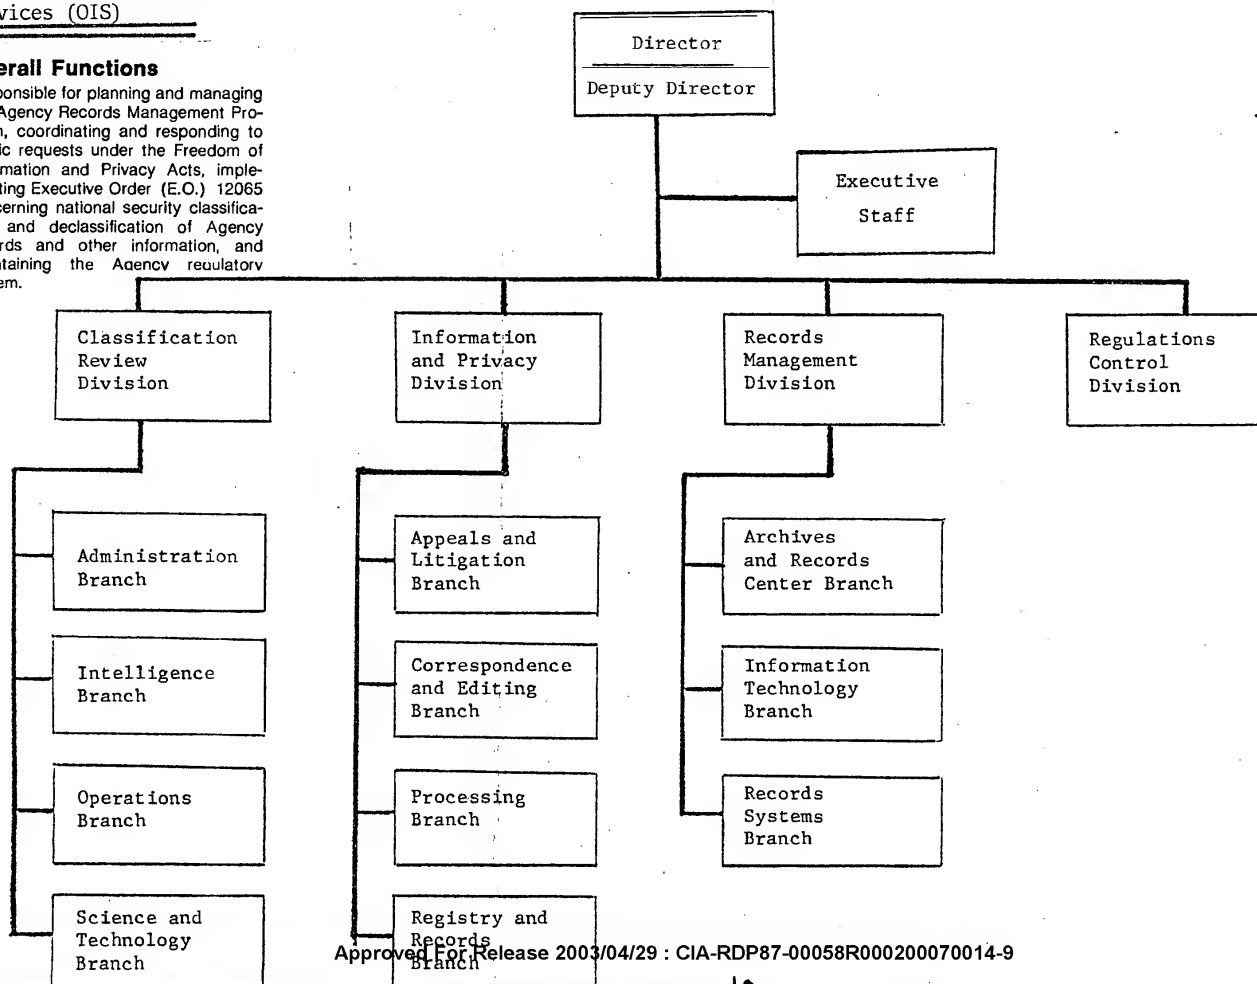 vices (OIS)
erall Functions
ponsible for planning and managing
Agency Records Management Pro-
n, coordinating and responding to
ic requests under the Freedom of
rmation and Privacy Acts, imple-
ting Executive Order (E.O.) 12065
cerning national security classifica-
and declassification of Agency
rds and other information, and
ntaining the Agency regulatory
em.
Director
Deputy Director
Executive
Staff
Classification
Review
Division
Information
and Privacy
Division
Records
Management
Division
Regulations
Control
Division
Administration
Branch
Intelligence
Branch
Operations
Branch
Science and
Technology
Branch
Appeals and
Litigation
Branch
Correspondence
and Editing
Branch
Processing
Branch
Registry and
Records
Branch
Archives
and Records
Center Branch
Information
Technology
Branch
Records
Systems
Branch
Approved For Release 2003/04/29 : CIA-RDP87-00058R000200070014-9